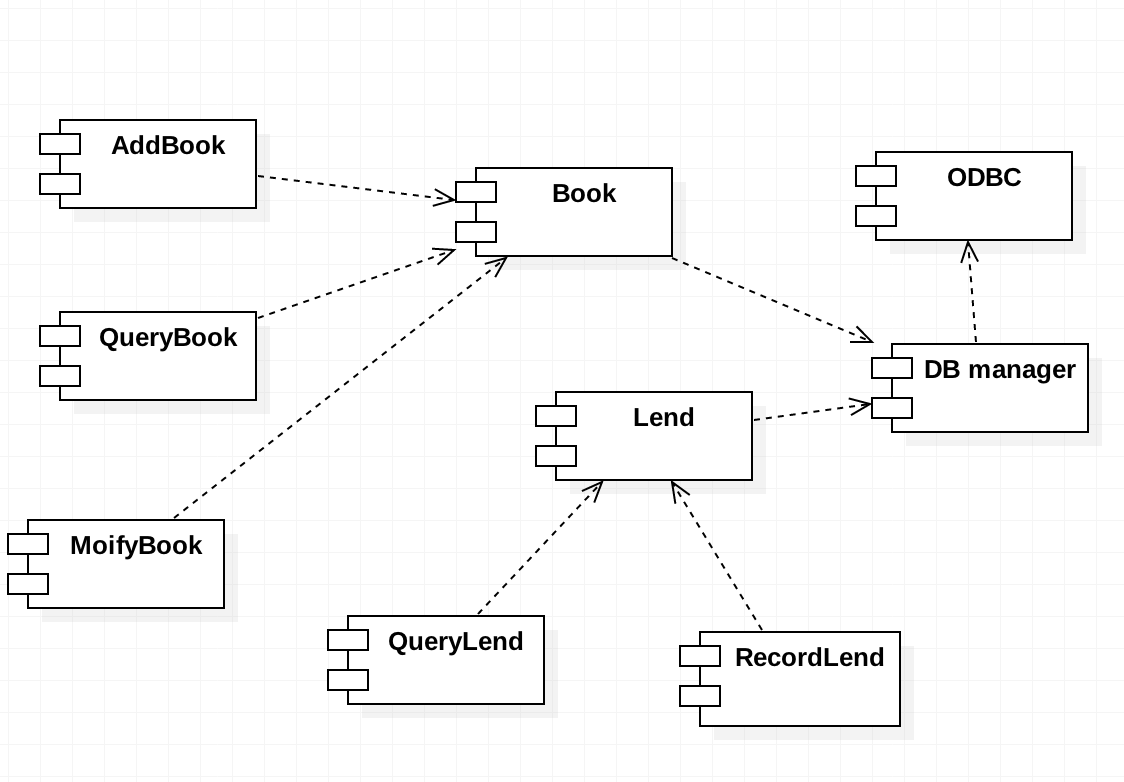 AddBook
Book
ODBC
QueryBook
DB manager
Lend
MoifyBook
QueryLend
RecordLend